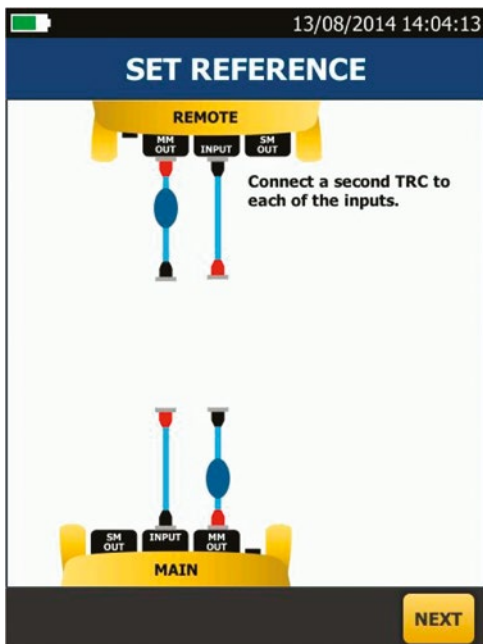 13/08/2014 14:04:13
SET REFERENCE
REMOTE
MM
OUT
INPUT
SM
OUT
Connect a second TRC to
each of the inputs.
SM
OUT
INPUT
MM
OUT
MAIN
NEXT